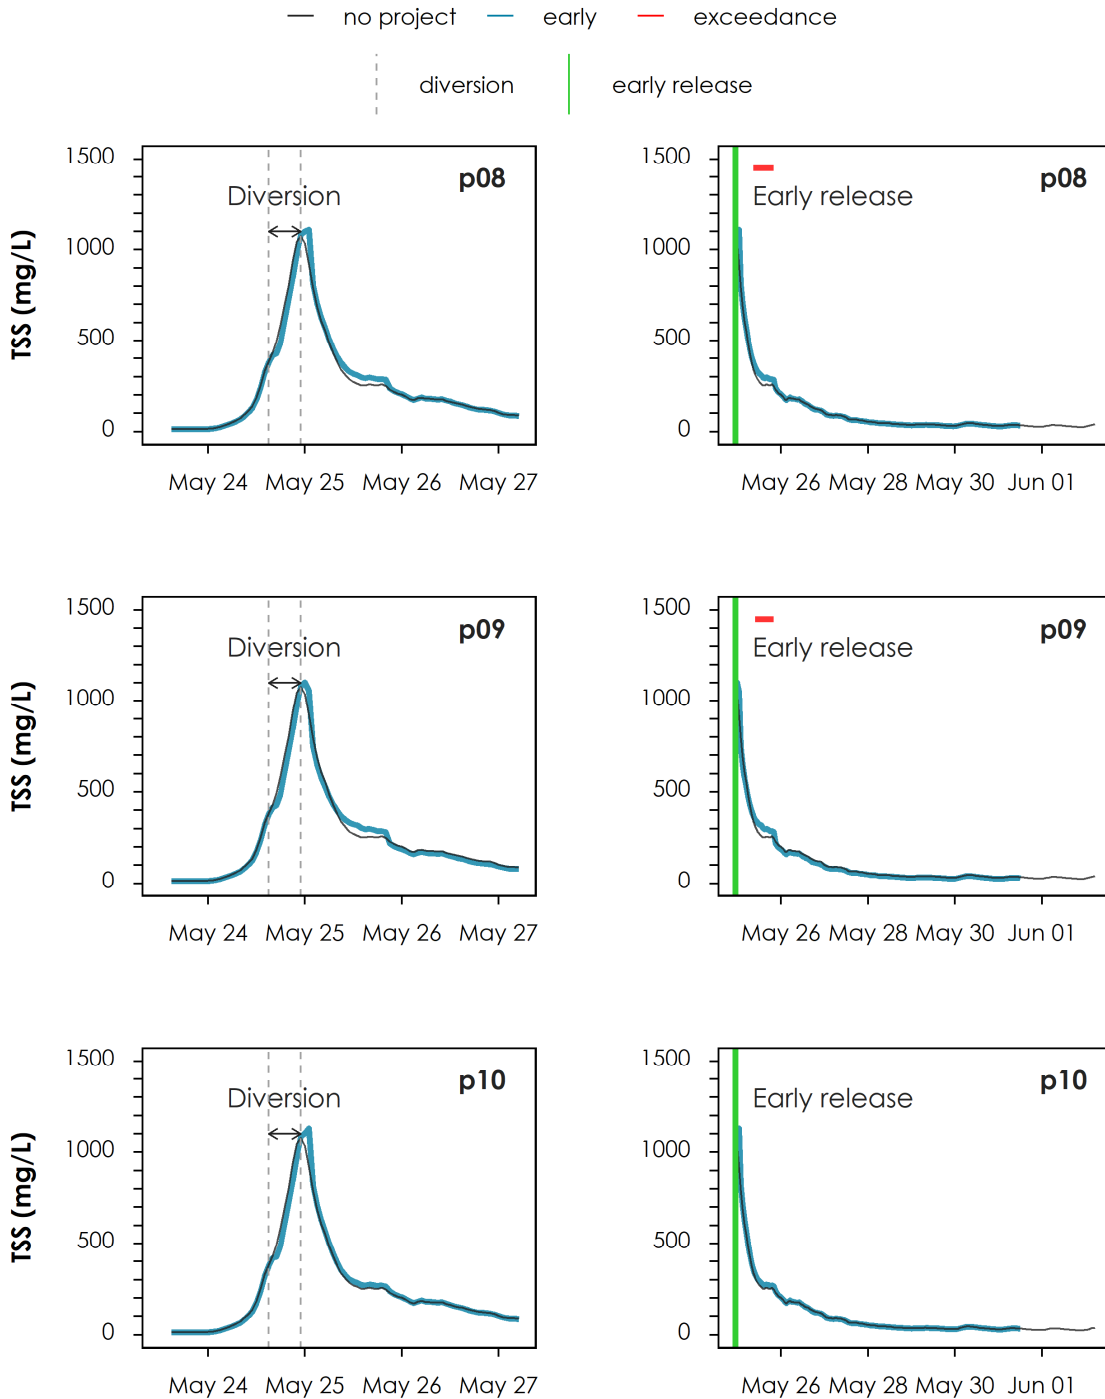 no project early exceedance
diversion early release
1500 p08 1500 p08
Diversion Early release
1000 1000
TSS (mg/L)
500 500
0 0
May 24 May 25 May 26 May 27 May 26 May 28 May 30 Jun 01
1500 p09 1500 p09
Diversion Early release
1000 1000
TSS (mg/L)
500 500
0 0
May 24 May 25 May 26 May 27 May 26 May 28 May 30 Jun 01
1500 p10 1500 p10
Diversion Early release
1000 1000
TSS (mg/L)
500 500
0 0
May 24 May 25 May 26 May 27 May 26 May 28 May 30 Jun 01